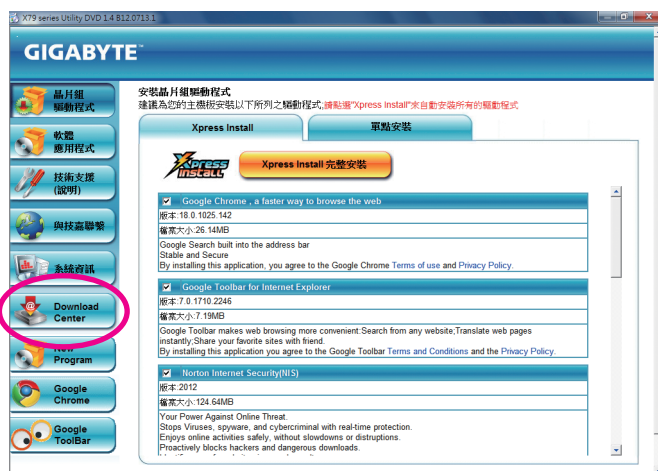 X79 series Utility DVD 1.4 B12.0713.1
GIGABYTE™
晶片組
驅動程式
軟體
應用程式
技術支援
(說明)
與技嘉聯繫
系統資訊
Download
Center
New
Program
Google
Chrome
Google
ToolBar
安裝晶片組驅動程式
建議為您的主機板安裝以下所列之驅動程式;請點選"Xpress Install"來自動安裝所有的驅動程式
Xpress Install
單點安裝
Xpress
INSTALL
Xpress Install 完整安裝
Google Chrome , a faster way to browse the web
版本:18.0.1025.142
檔案大小:26.14MB
Google Search built into the address bar
Stable and Secure
By installing this application, you agree to the Google Chrome Terms of use and Privacy Policy.
Google Toolbar for Internet Explorer
版本:7.0.1710.2246
檔案大小:7.19MB
Google Toolbar makes web browsing more convenient:Search from any website;Translate web pages
instantly;Share your favorite sites with friend.
By installing this application you agree to the Google Toolbar Terms and Conditions and the Privacy Policy.
Norton Internet Security(NIS)
版本:2012
檔案大小:124.64MB
Your Power Against Online Threat.
Stops Viruses, spyware, and cybercriminal with real-time protection.
Enjoys online activities safely, without slowdowns or distruptions.
Proactively blocks hackers and dangerous downloads.